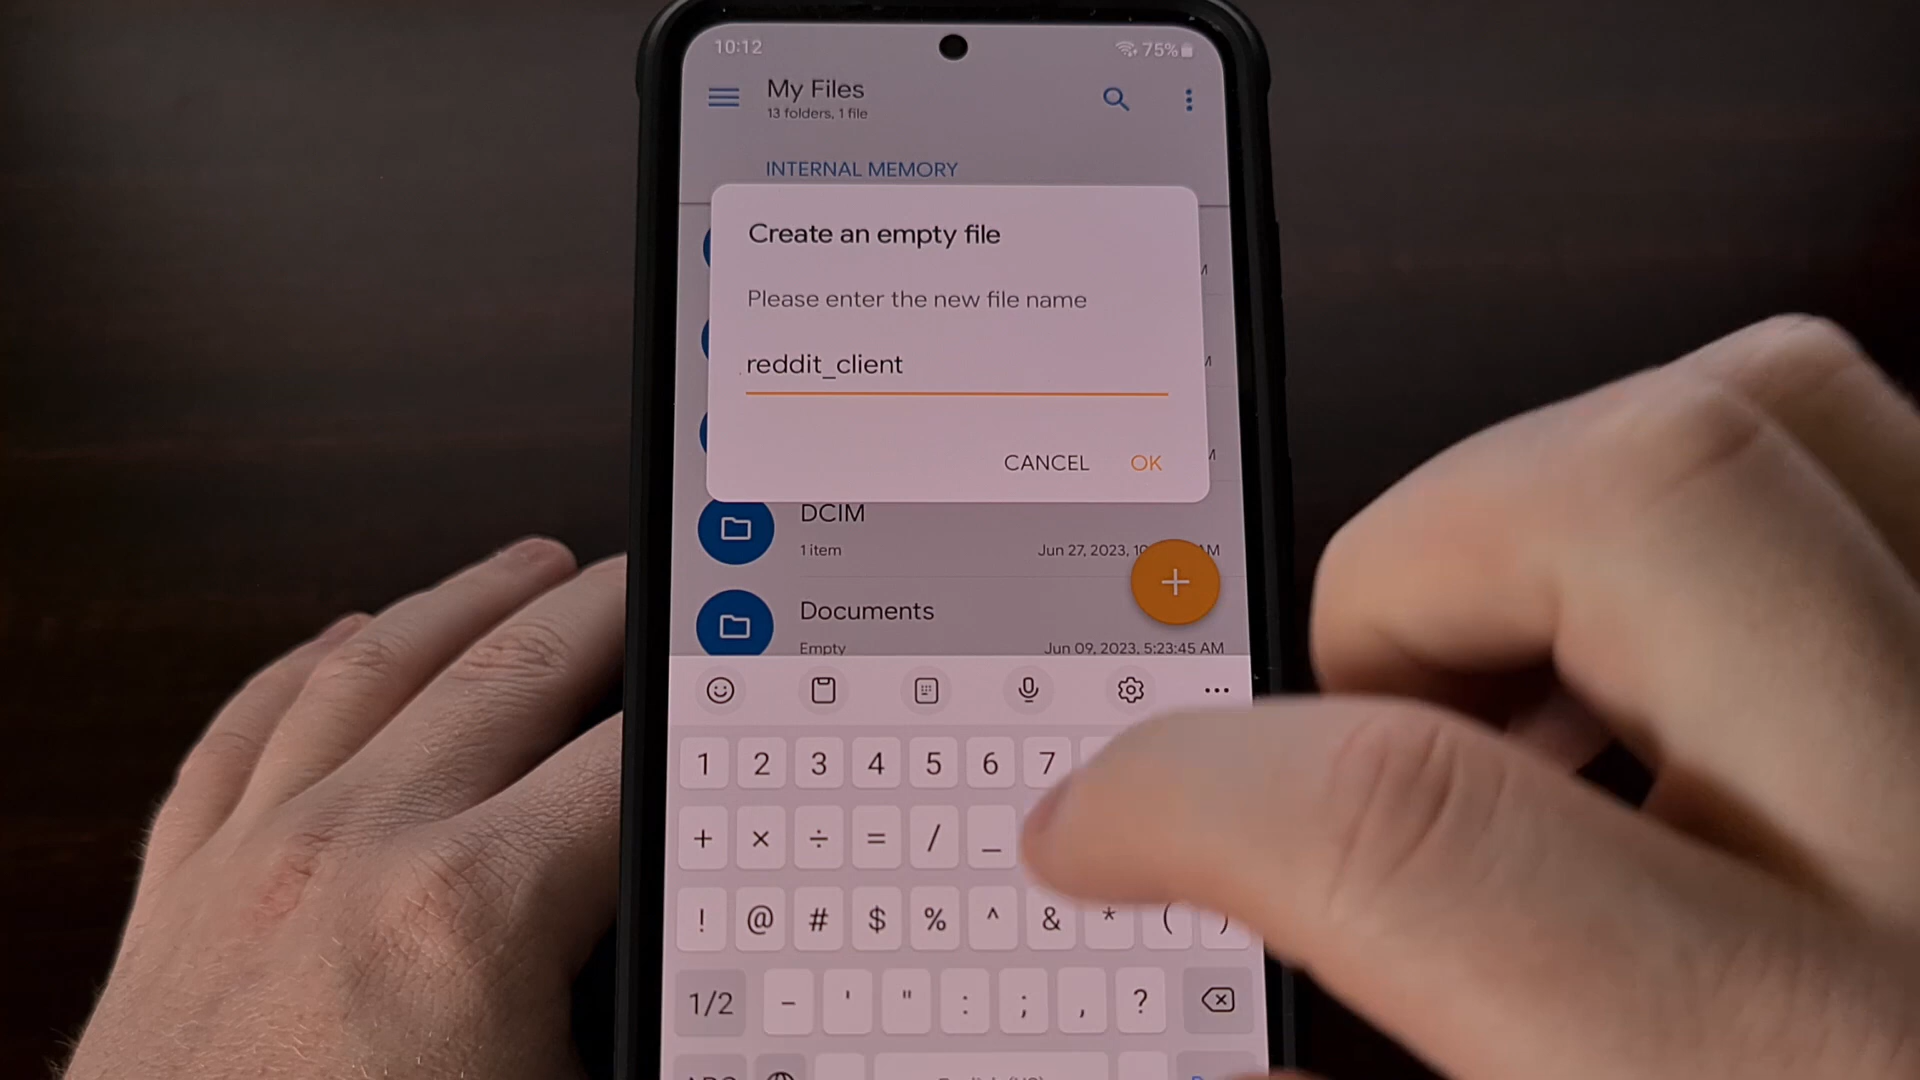 10:12 75%
My Files
13 folders, 1 file
INTERNAL MEMORY
Create an empty file
Please enter the new file name
reddit_client
CANCEL OK
DCIM
1 item Jun 27, 2023, 10 AM
Documents
Empty Jun 09, 2023, 5:23:45 AM
1 2 3 4 5 6 7
+ × ÷ = / _
! @ # $ % ^ & * ( )
1/2 - ' " : ; , ?